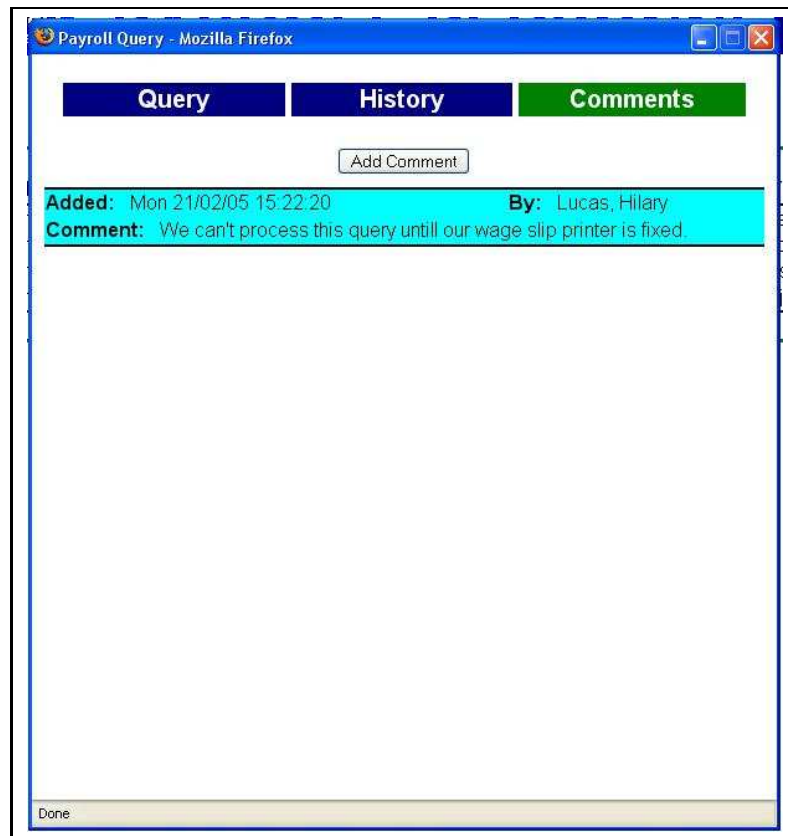 Payroll Query - Mozilla Firefox
Query History Comments
Add Comment
Added: Mon 21/02/05 15:22:20 By: Lucas, Hilary
Comment: We can't process this query untill our wage slip printer is fixed.
Done